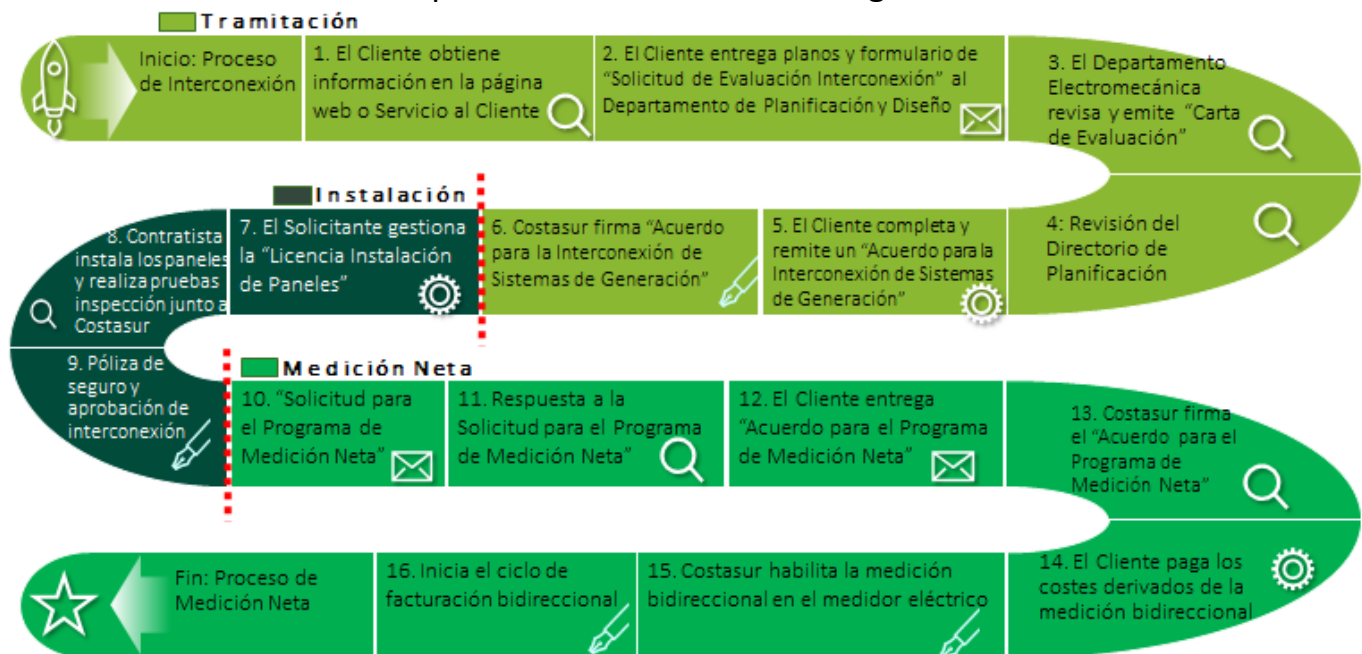 Tramitación
Inicio: Proceso
de Interconexión
1. El Cliente obtiene
información en la página
web o Servicio al Cliente
2. El Cliente entrega planos y formulario de
“Solicitud de Evaluación Interconexión” al
Departamento de Planificación y Diseño
3. El Departamento
Electromecánica
revisa y emite “Carta
de Evaluación”
4: Revisión del
Directorio de
Planificación
5. El Cliente completa y
remite un “Acuerdo para la
Interconexión de Sistemas
de Generación”
6. Costasur firma “Acuerdo
para la Interconexión de
Sistemas de Generación”
Instalación
7. El Solicitante gestiona
la “Licencia Instalación
de Paneles”
8. Contratista
instala los paneles
y realiza pruebas
inspección junto a
Costasur
9. Póliza de
seguro y
aprobación de
interconexión
Medición Neta
10. “Solicitud para
el Programa de
Medición Neta”
11. Respuesta a la
Solicitud para el Programa
de Medición Neta”
12. El Cliente entrega
“Acuerdo para el Programa
de Medición Neta”
13. Costasur firma
el “Acuerdo para el
Programa de
Medición Neta”
14. El Cliente paga los
costes derivados de la
medición bidireccional
15. Costasur habilita la medición
bidireccional en el medidor eléctrico
16. Inicia el ciclo de
facturación bidireccional
Fin: Proceso de
Medición Neta